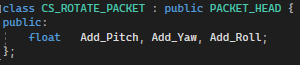 class CS_ROTATE_PACKET : public PACKET_HEAD {
public:
    float   Add_Pitch, Add_Yaw, Add_Roll;
};